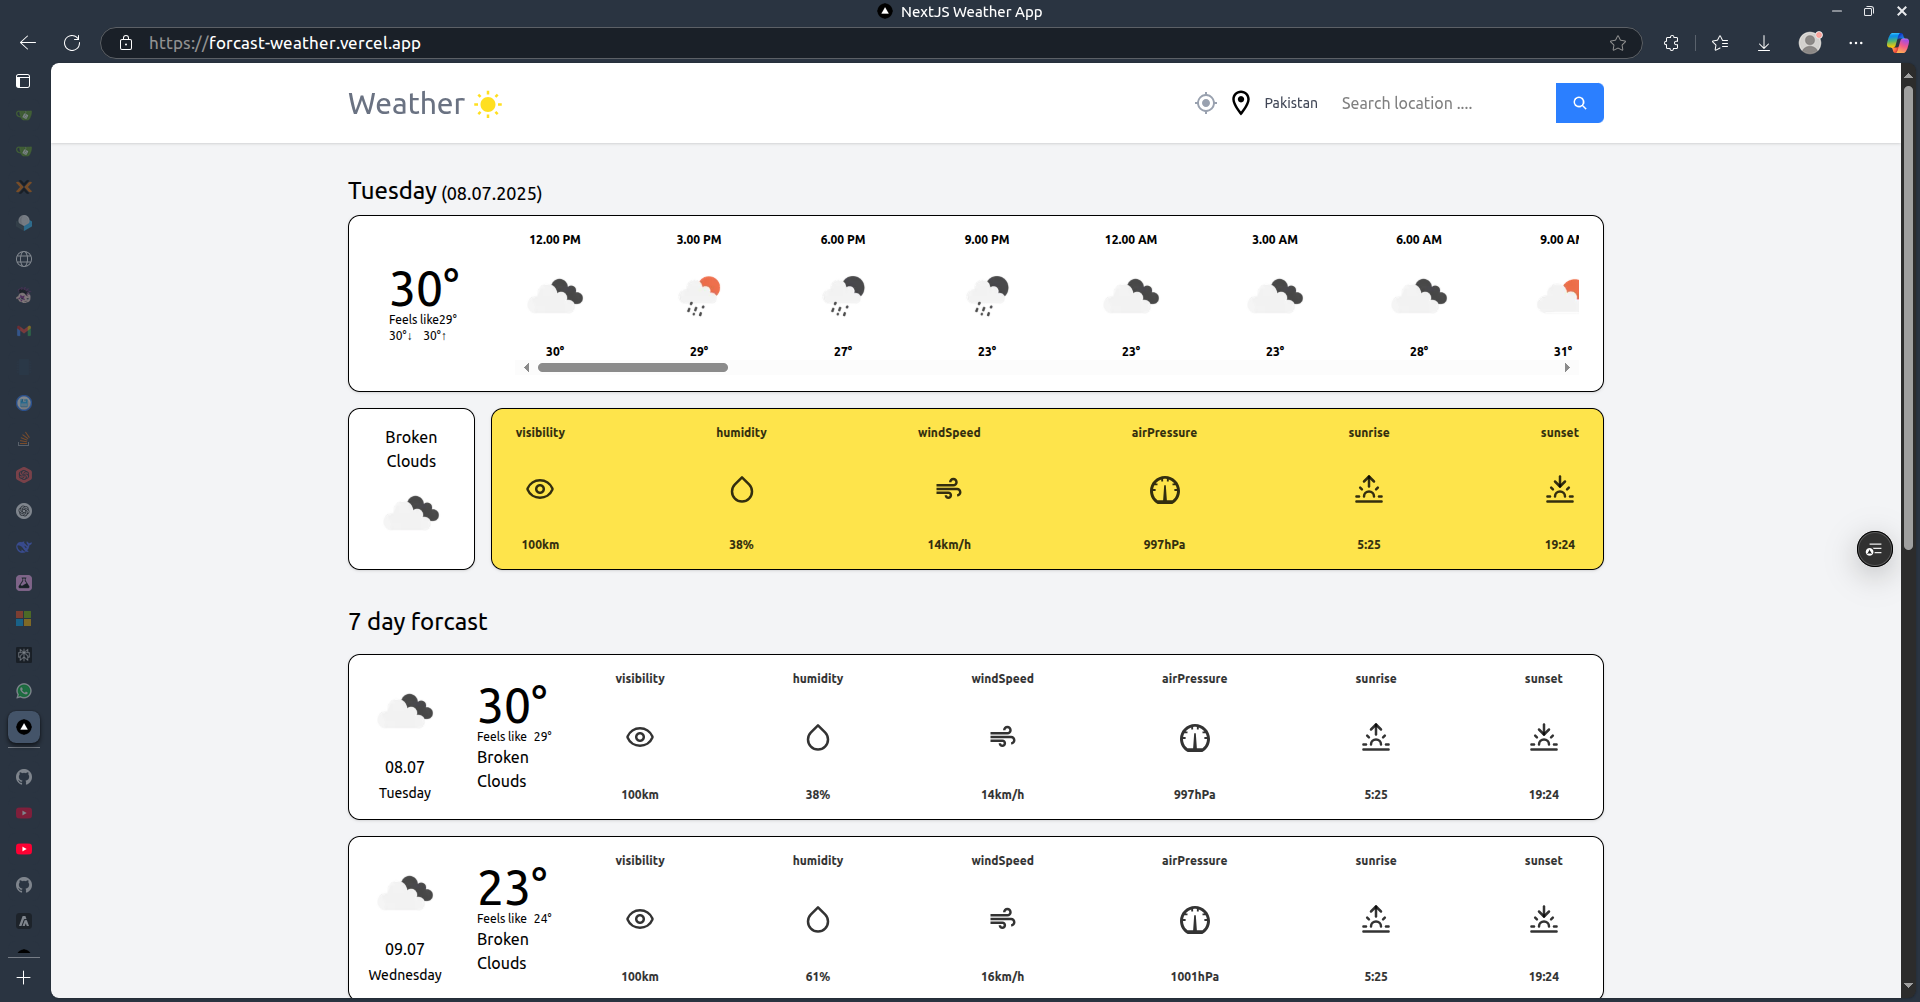 NextJS Weather App
https://forcast-weather.vercel.app
Weather
Pakistan Search location ....
Tuesday (08.07.2025)
12.00 PM 3.00 PM 6.00 PM 9.00 PM 12.00 AM 3.00 AM 6.00 AM 9.00 AM
30°
Feels like29°
30°↓ 30°↑
30° 29° 27° 23° 23° 23° 28° 31°
Broken
Clouds
visibility humidity windSpeed airPressure sunrise sunset
100km 38% 14km/h 997hPa 5:25 19:24
7 day forcast
visibility humidity windSpeed airPressure sunrise sunset
30°
Feels like 29°
Broken
Clouds
08.07
Tuesday
100km 38% 14km/h 997hPa 5:25 19:24
visibility humidity windSpeed airPressure sunrise sunset
23°
Feels like 24°
Broken
Clouds
09.07
Wednesday
100km 61% 16km/h 1001hPa 5:25 19:24